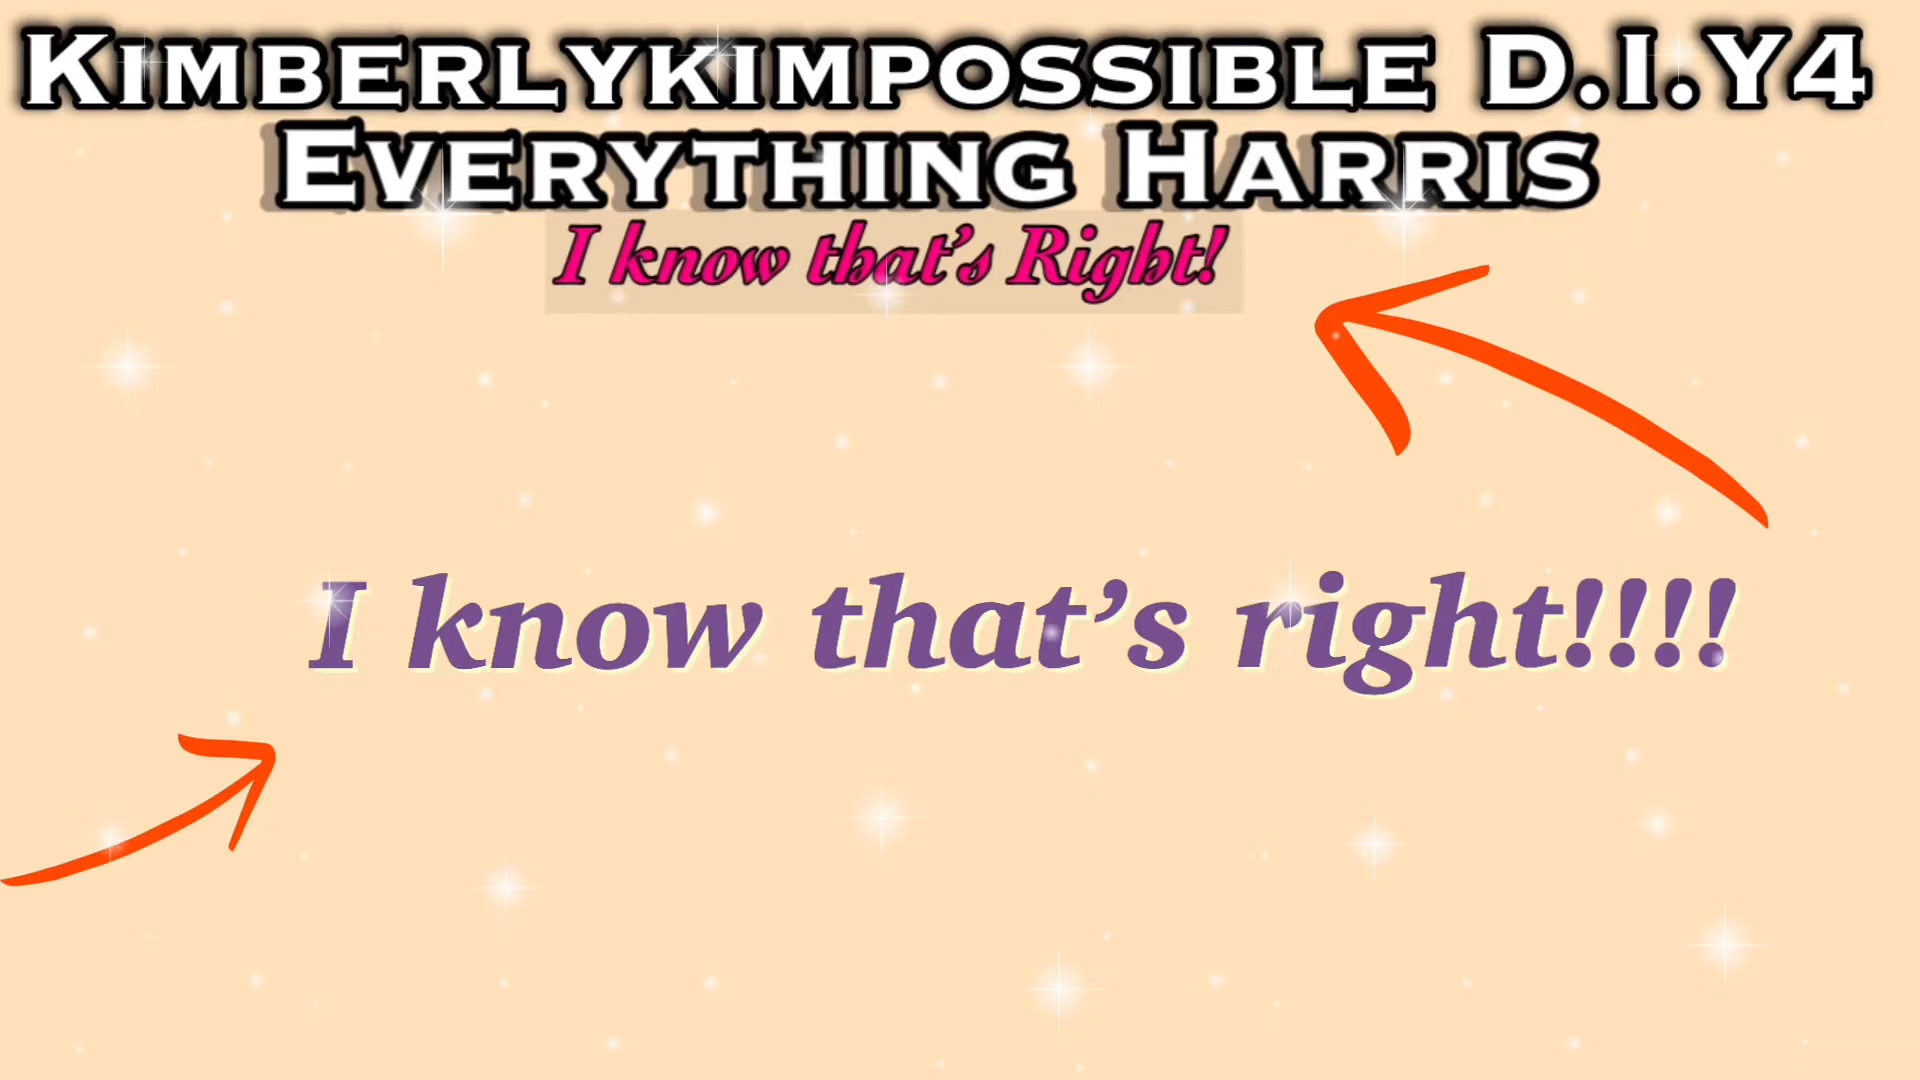 Kimberlykimpossible D.I.Y4
Everything Harris
I know that's Right!
I know that's right!!!!